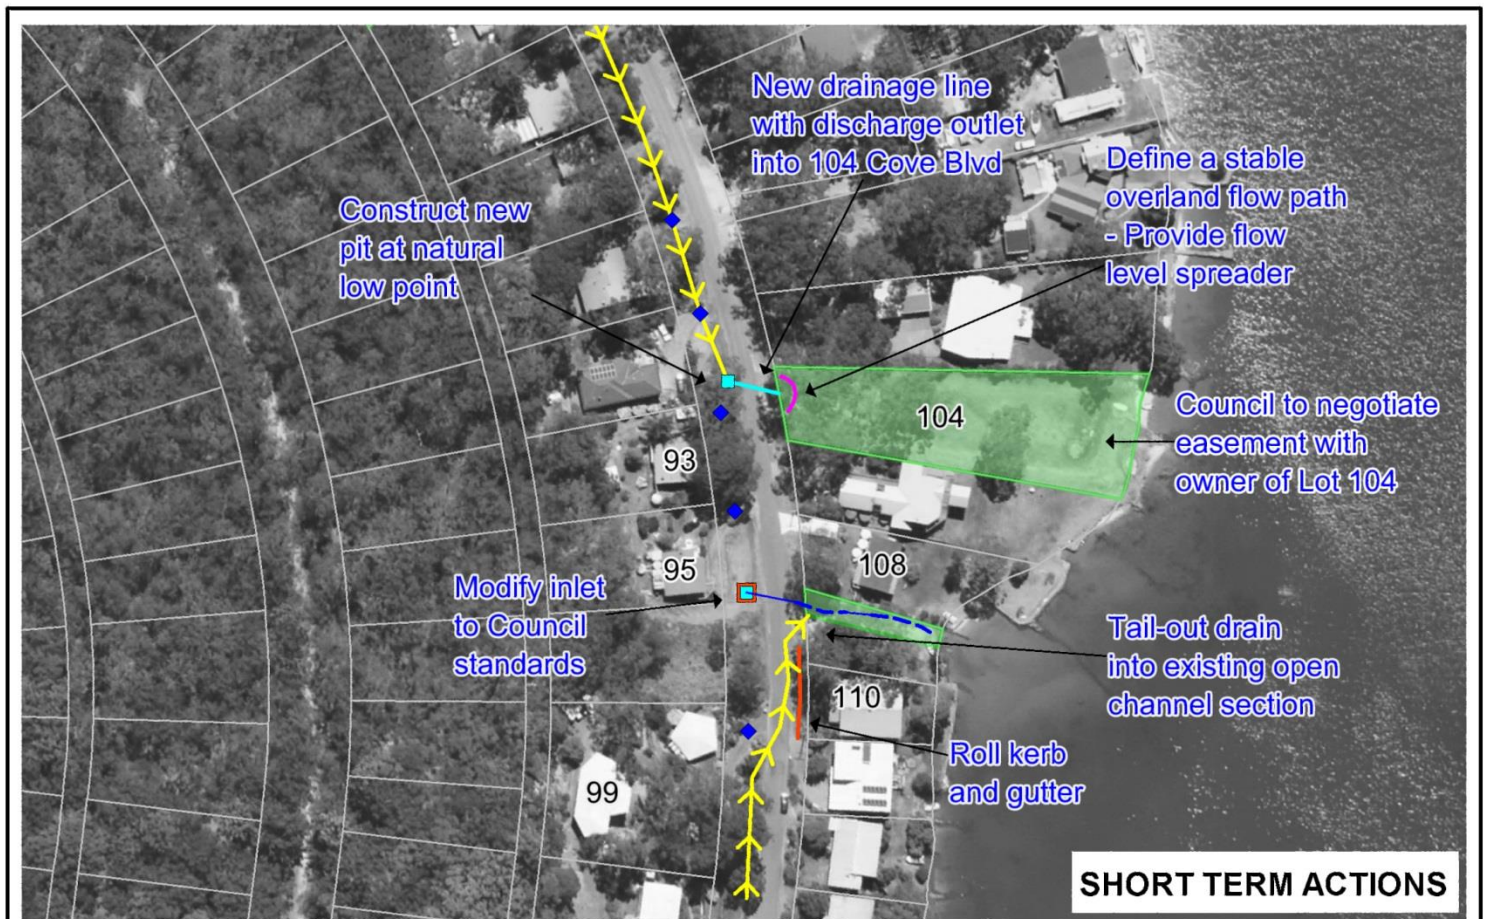 New drainage line
with discharge outlet
into 104 Cove Blvd
Define a stable
overland flow path
- Provide flow
level spreader
Construct new
pit at natural
low point
104
Council to negotiate
easement with
owner of Lot 104
93
95
108
Modify inlet
to Council
standards
Tail-out drain
into existing open
channel section
110
Roll kerb
and gutter
99
SHORT TERM ACTIONS